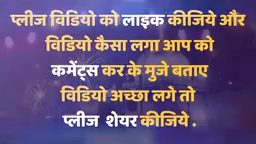 प्लीज विडियो को लाइक कीजिये और
विडियो कैसा लगा आप को
कमेंट्स कर के मुजे बताए
विडियो अच्छा लगे तो
प्लीज शेयर कीजिये .